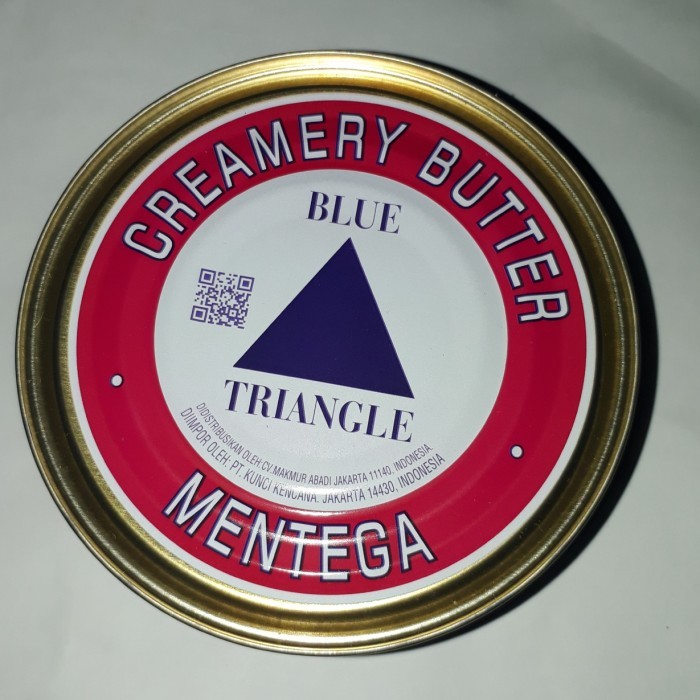 CREAMERY BUTTER
BLUE
TRIANGLE
DIDISTRIBUSIKAN OLEH:CV.MAKMUR ABADI JAKARTA 11140, INDONESIA.
DIIMPOR OLEH: PT. KUNCI KENCANA. JAKARTA 14430, INDONESIA
MENTEGA